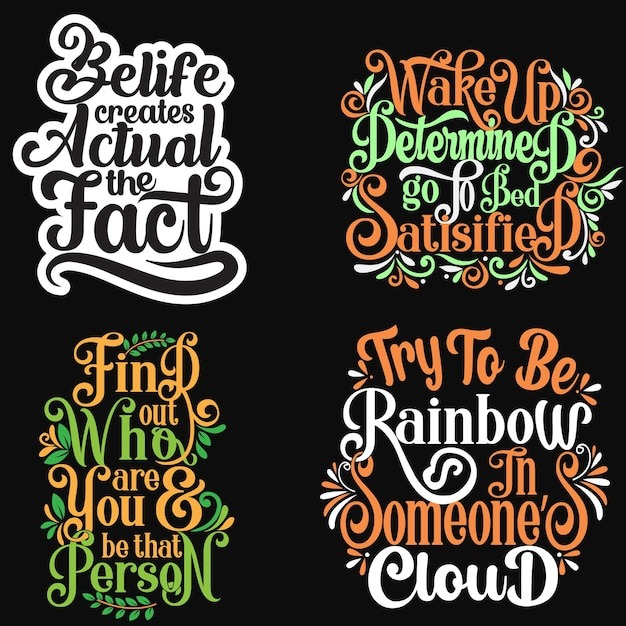 Belife
creates
Actual
the
Fact
Wake Up
Determined
go To Bed
Satisified
Find
out
Who
are
You &
be that
Person
Try To Be
Rainbow
In
Someone's
Cloud